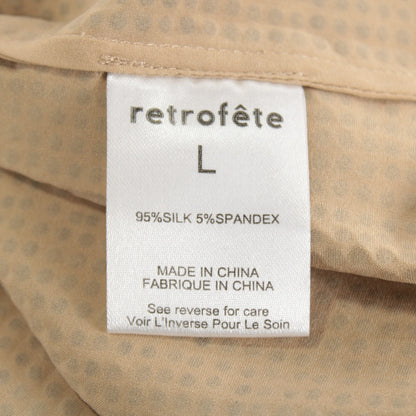 retrofête
L
95%SILK 5%SPANDEX
MADE IN CHINA
FABRIQUE IN CHINA
See reverse for care
Voir L'Inverse Pour Le Soin